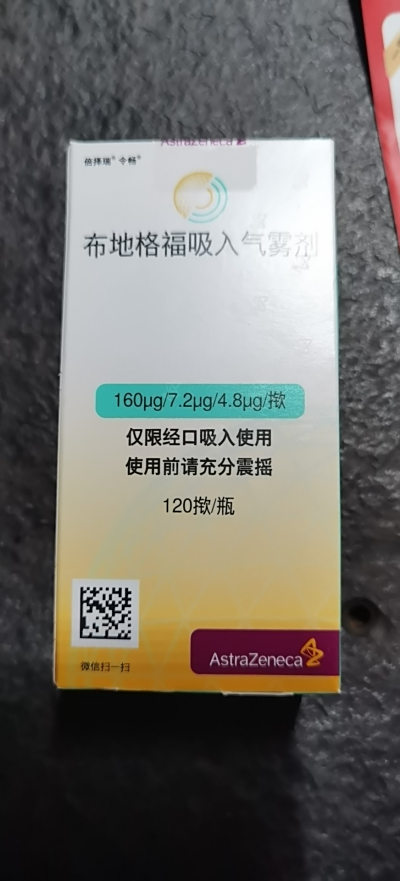 AstraZeneca
倍择瑞® 令畅®
布地格福吸入气雾剂
160μg/7.2μg/4.8μg/揿
仅限经口吸入使用
使用前请充分震摇
120揿/瓶
微信扫一扫
AstraZeneca